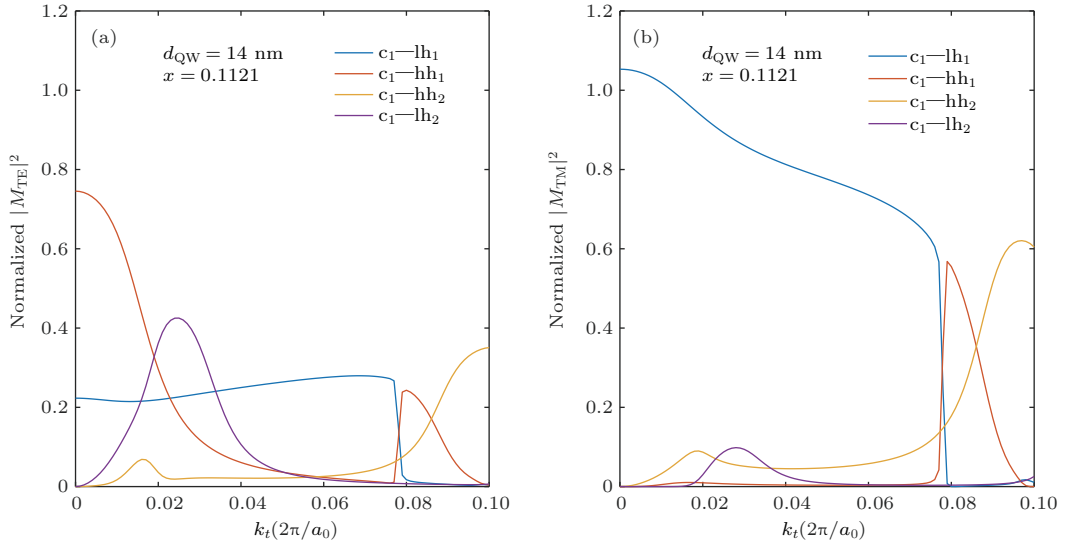 (a)
d_QW = 14 nm
x = 0.1121
c₁—lh₁
c₁—hh₁
c₁—hh₂
c₁—lh₂
Normalized |M_TE|²
1.2
1.0
0.8
0.6
0.4
0.2
0
0
0.02
0.04
0.06
0.08
0.10
k_t(2π/a₀)
(b)
d_QW = 14 nm
x = 0.1121
c₁—lh₁
c₁—hh₁
c₁—hh₂
c₁—lh₂
Normalized |M_TM|²
1.2
1.0
0.8
0.6
0.4
0.2
0
0
0.02
0.04
0.06
0.08
0.10
k_t(2π/a₀)